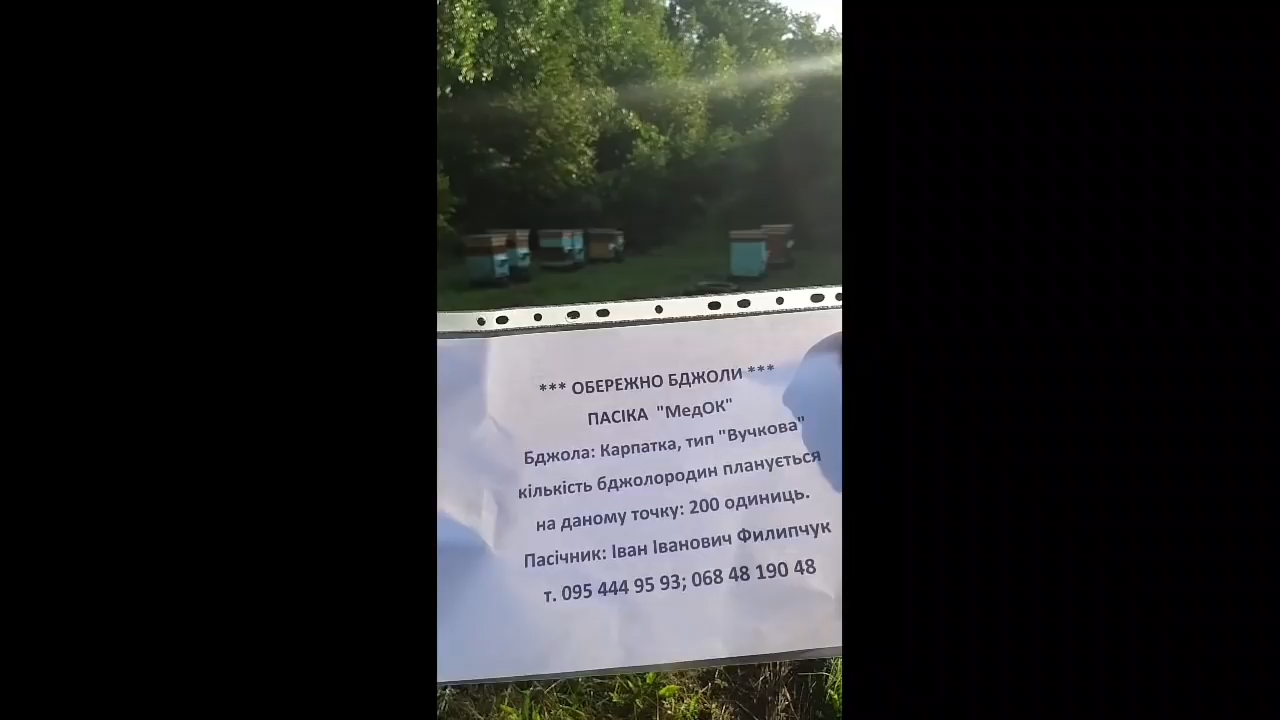 *** ОБЕРЕЖНО БДЖОЛИ ***
ПАСІКА "МедОК"
Бджола: Карпатка, тип "Вучкова"
кількість бджолородин планується
на даному точку: 200 одиниць.
Пасічник: Іван Іванович Филипчук
т. 095 444 95 93; 068 48 190 48